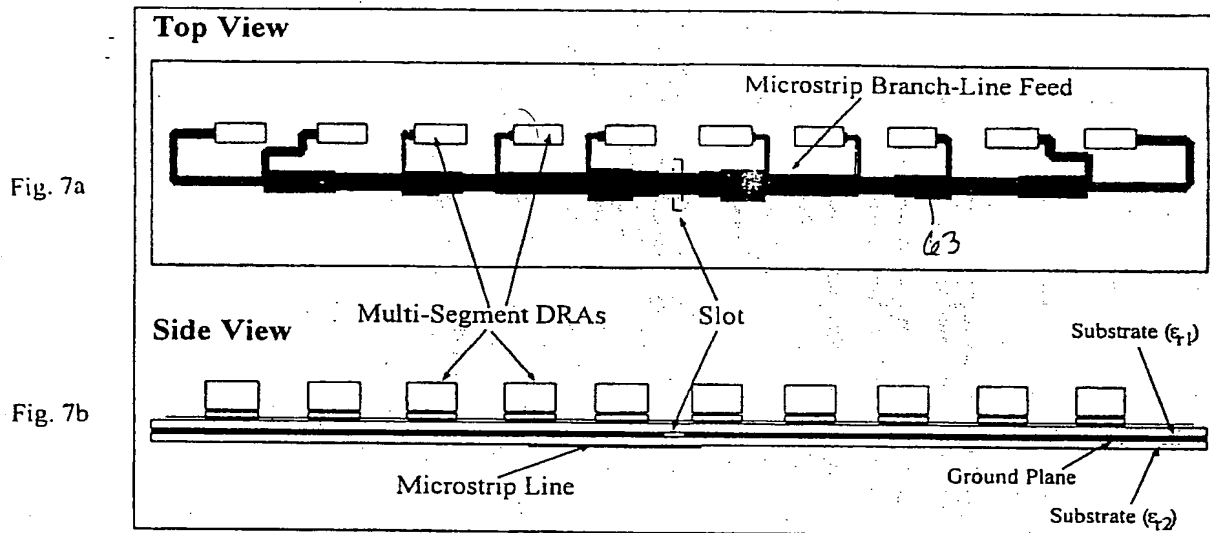 Top View
Microstrip Branch-Line Feed
Fig. 7a
63
Multi-Segment DRAs
Slot
Side View
Substrate (εr1)
Fig. 7b
Microstrip Line
Ground Plane
Substrate (εr2)